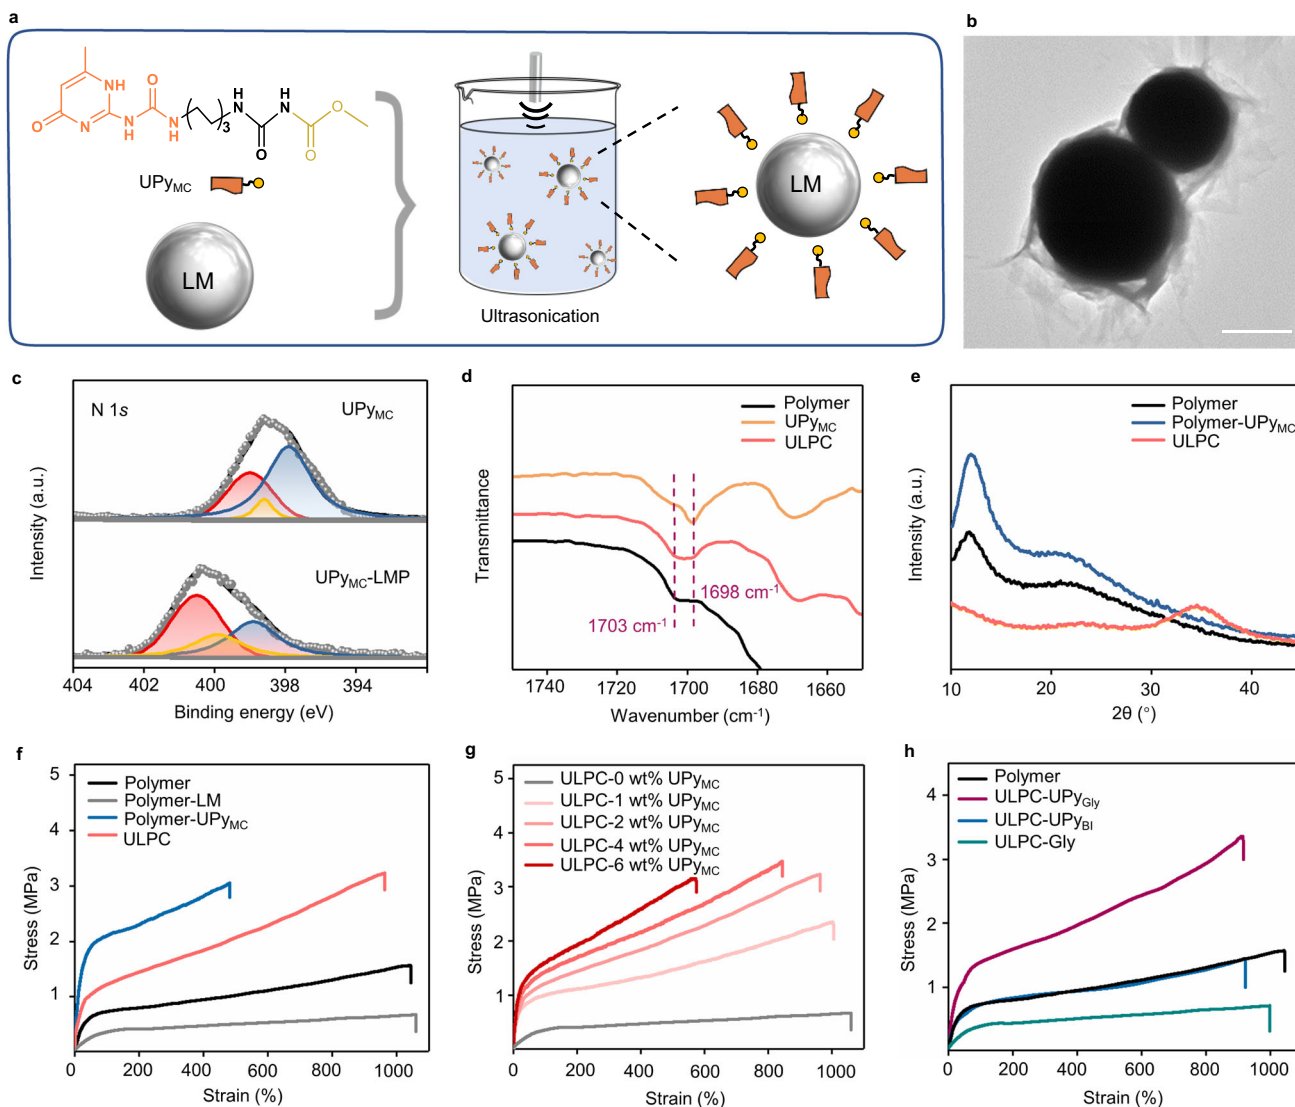 a
b
NH
O
O
N
N
H
N
H
3
H
N
H
N
O
O
O
UPyMC
LM
Ultrasonication
LM
c
N 1s
UPyMC
UPyMC-LMP
Intensity (a.u.)
404 402 400 398 394
Binding energy (eV)
d
Polymer
UPyMC
ULPC
Transmittance
1698 cm-1
1703 cm-1
1740 1720 1700 1680 1660
Wavenumber (cm-1)
e
Polymer
Polymer-UPyMC
ULPC
Intensity (a.u.)
10 20 30 40
2θ (°)
f
Polymer
Polymer-LM
Polymer-UPyMC
ULPC
Stress (MPa)
5
4
3
2
1
0 200 400 600 800 1000
Strain (%)
g
ULPC-0 wt% UPyMC
ULPC-1 wt% UPyMC
ULPC-2 wt% UPyMC
ULPC-4 wt% UPyMC
ULPC-6 wt% UPyMC
Stress (MPa)
5
4
3
2
1
0 200 400 600 800 1000
Strain (%)
h
Polymer
ULPC-UPyGly
ULPC-UPyBI
ULPC-Gly
Stress (MPa)
4
3
2
1
0 200 400 600 800 1000
Strain (%)